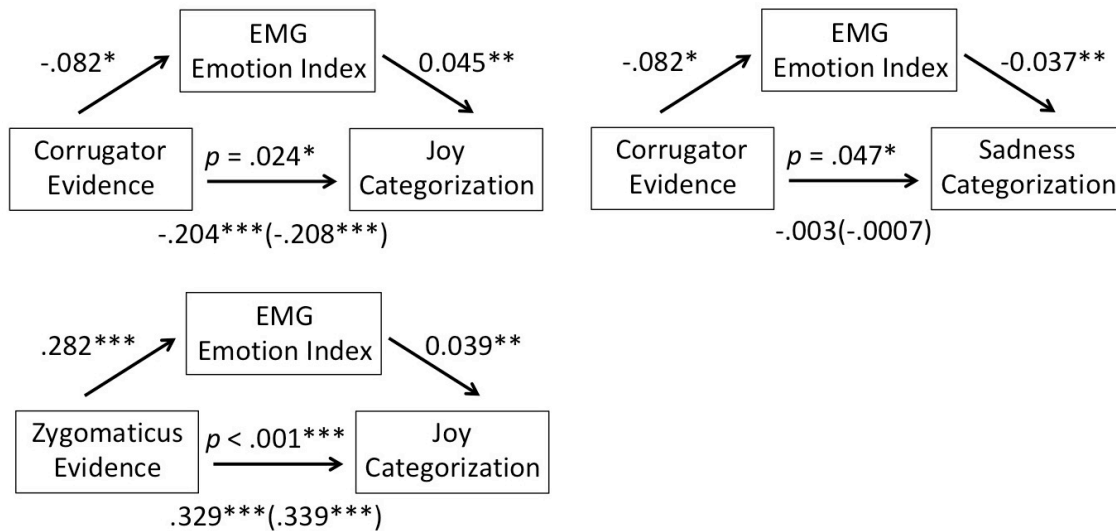 EMG
Emotion Index
-.082*
0.045**
Corrugator
Evidence
p = .024*
Joy
Categorization
-.204***(-.208***)
EMG
Emotion Index
-.082*
-0.037**
Corrugator
Evidence
p = .047*
Sadness
Categorization
-.003(-.0007)
EMG
Emotion Index
.282***
0.039**
Zygomaticus
Evidence
p < .001***
Joy
Categorization
.329***(.339***)